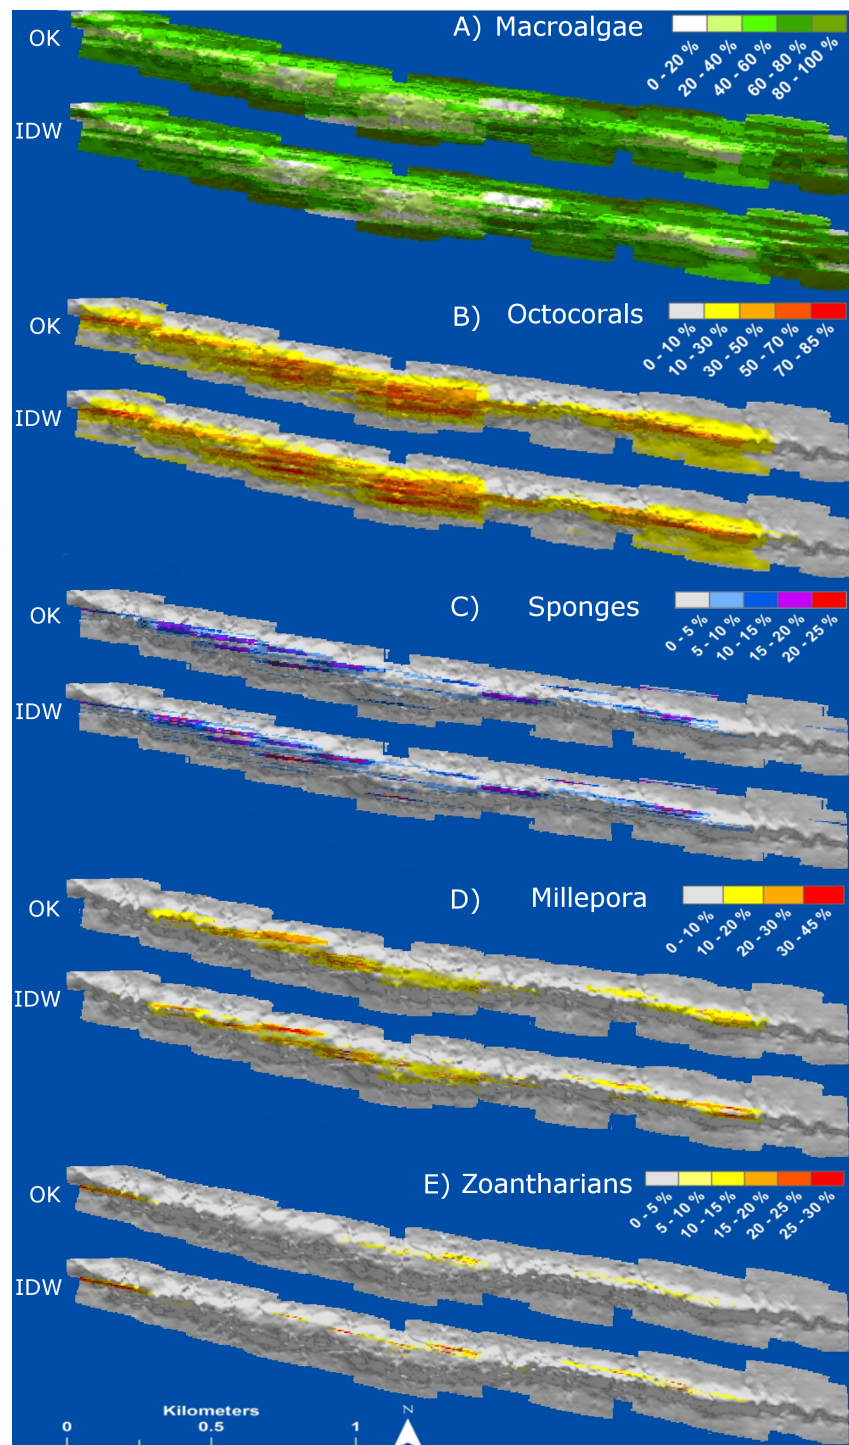 A) Macroalgae
0 - 20 %
20 - 40 %
40 - 60 %
60 - 80 %
80 - 100 %
OK
IDW
B) Octocorals
0 - 10 %
10 - 30 %
30 - 50 %
50 - 70 %
70 - 85 %
OK
IDW
C) Sponges
0 - 5 %
5 - 10 %
10 - 15 %
15 - 20 %
20 - 25 %
OK
IDW
D) Millepora
0 - 10 %
10 - 20 %
20 - 30 %
30 - 45 %
OK
IDW
E) Zoantharians
0 - 5 %
5 - 10 %
10 - 15 %
15 - 20 %
20 - 25 %
25 - 30 %
OK
IDW
Kilometers
0 0.5 1
N